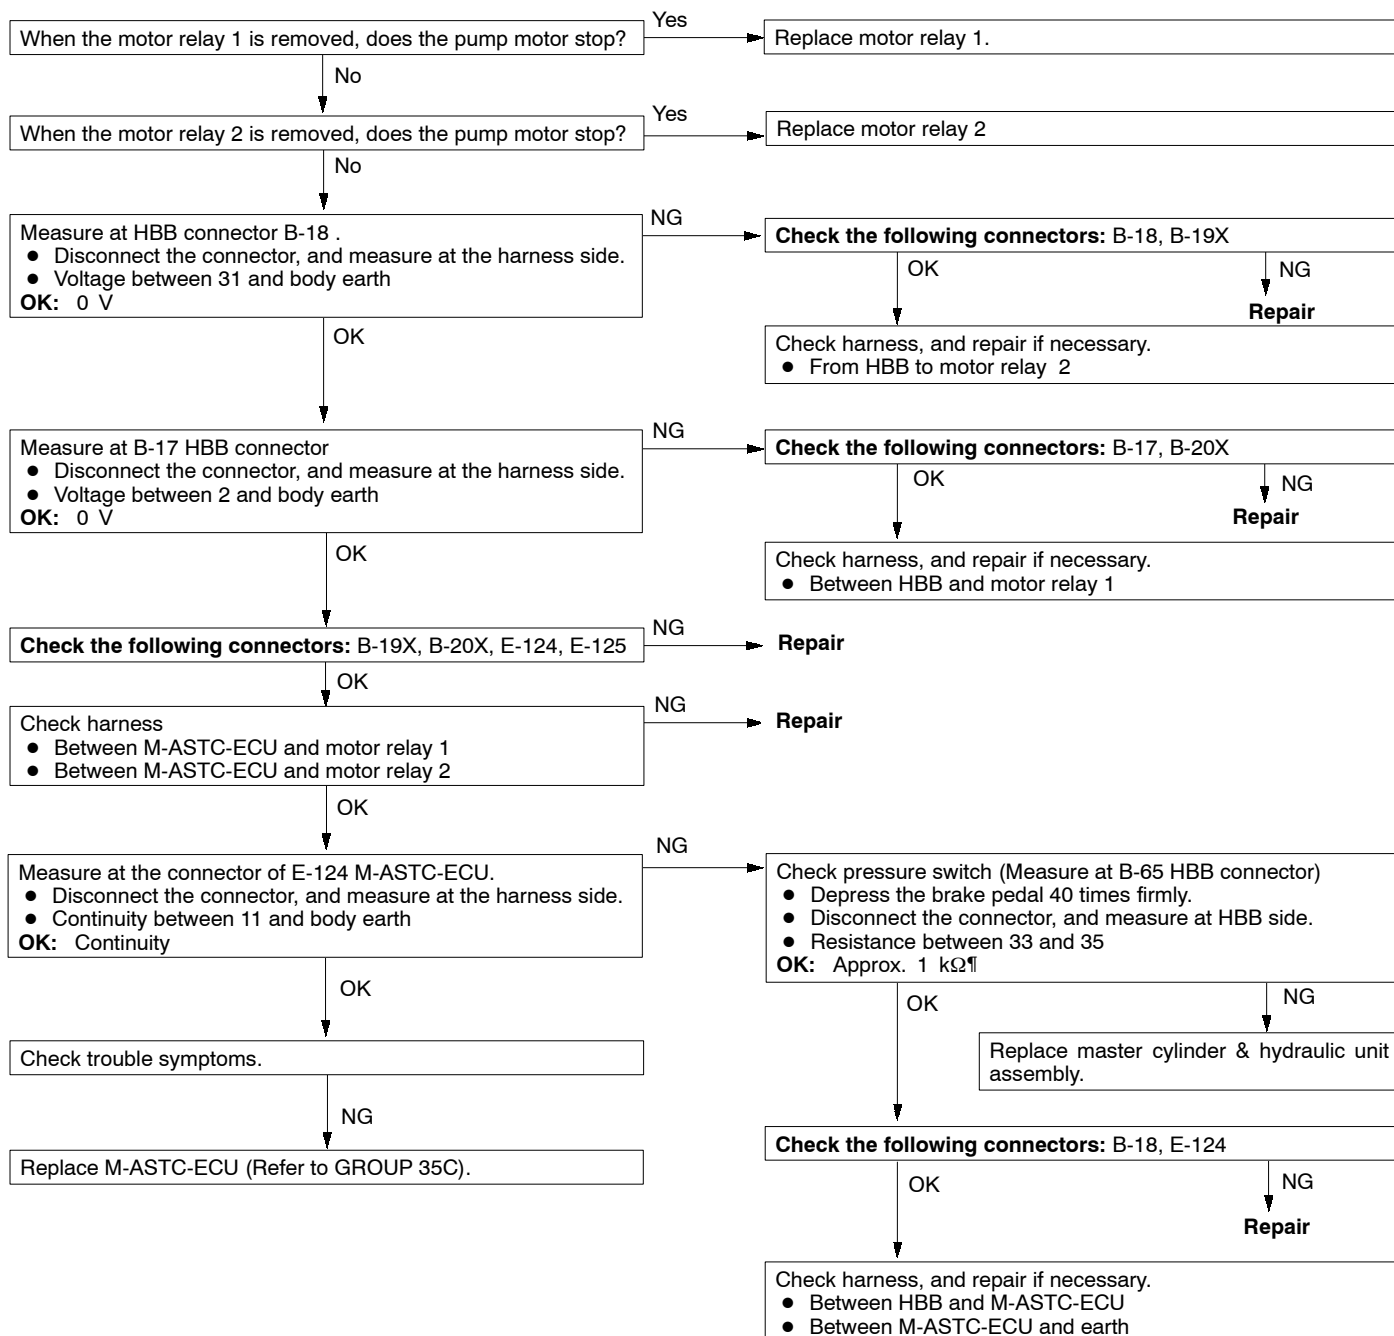 When the motor relay 1 is removed, does the pump motor stop?
Yes
Replace motor relay 1.
No
When the motor relay 2 is removed, does the pump motor stop?
Yes
Replace motor relay 2
No
Measure at HBB connector B-18 .
● Disconnect the connector, and measure at the harness side.
● Voltage between 31 and body earth
OK: 0 V
NG
Check the following connectors: B-18, B-19X
OK
NG
Repair
Check harness, and repair if necessary.
● From HBB to motor relay 2
OK
Measure at B-17 HBB connector
● Disconnect the connector, and measure at the harness side.
● Voltage between 2 and body earth
OK: 0 V
NG
Check the following connectors: B-17, B-20X
OK
NG
Repair
Check harness, and repair if necessary.
● Between HBB and motor relay 1
OK
Check the following connectors: B-19X, B-20X, E-124, E-125
NG
Repair
OK
Check harness
● Between M-ASTC-ECU and motor relay 1
● Between M-ASTC-ECU and motor relay 2
NG
Repair
OK
Measure at the connector of E-124 M-ASTC-ECU.
● Disconnect the connector, and measure at the harness side.
● Continuity between 11 and body earth
OK: Continuity
NG
Check pressure switch (Measure at B-65 HBB connector)
● Depress the brake pedal 40 times firmly.
● Disconnect the connector, and measure at HBB side.
● Resistance between 33 and 35
OK: Approx. 1 kΩ¶
OK
NG
Replace master cylinder & hydraulic unit
assembly.
OK
Check trouble symptoms.
NG
Replace M-ASTC-ECU (Refer to GROUP 35C).
Check the following connectors: B-18, E-124
OK
NG
Repair
Check harness, and repair if necessary.
● Between HBB and M-ASTC-ECU
● Between M-ASTC-ECU and earth